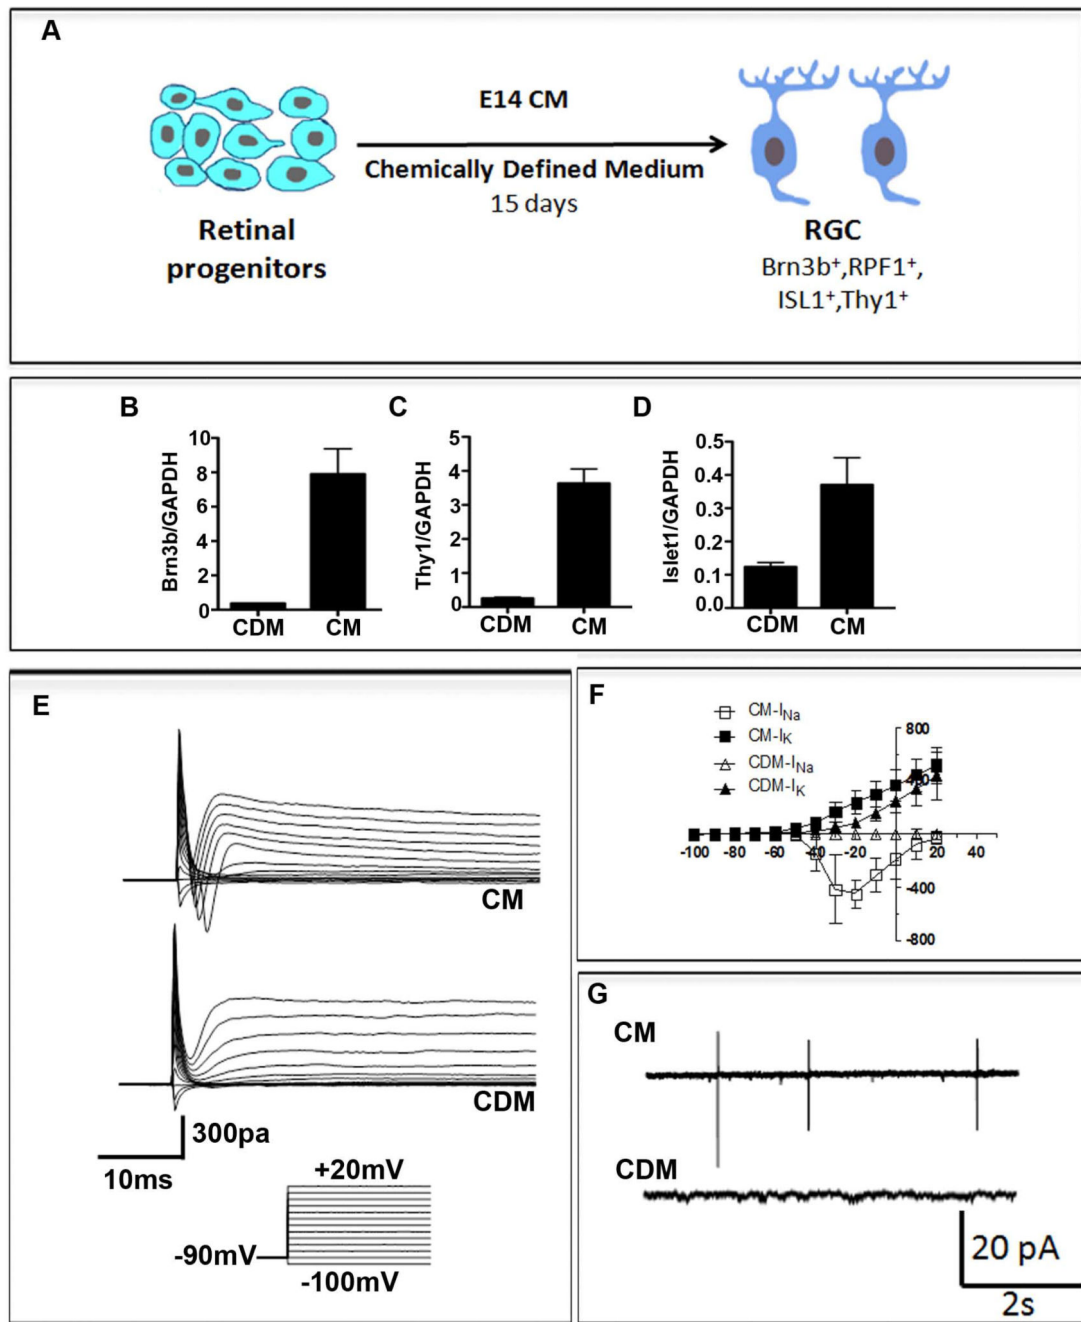 A
E14 CM
Chemically Defined Medium
15 days
Retinal
progenitors
RGC
Brn3b⁺,RPF1⁺,
ISL1⁺,Thy1⁺
B
Brn3b/GAPDH
10
8
6
4
2
0
CDM CM
C
Thy1/GAPDH
5
4
3
2
1
0
CDM CM
D
Islet1/GAPDH
0.5
0.4
0.3
0.2
0.1
0.0
CDM CM
E
CM
CDM
300pa
10ms
+20mV
-90mV
-100mV
F
CM-I_Na
CM-I_K
CDM-I_Na
CDM-I_K
800
400
-100 -80 -60 -40 -20 0 20 40
-400
-800
G
CM
CDM
20 pA
2s